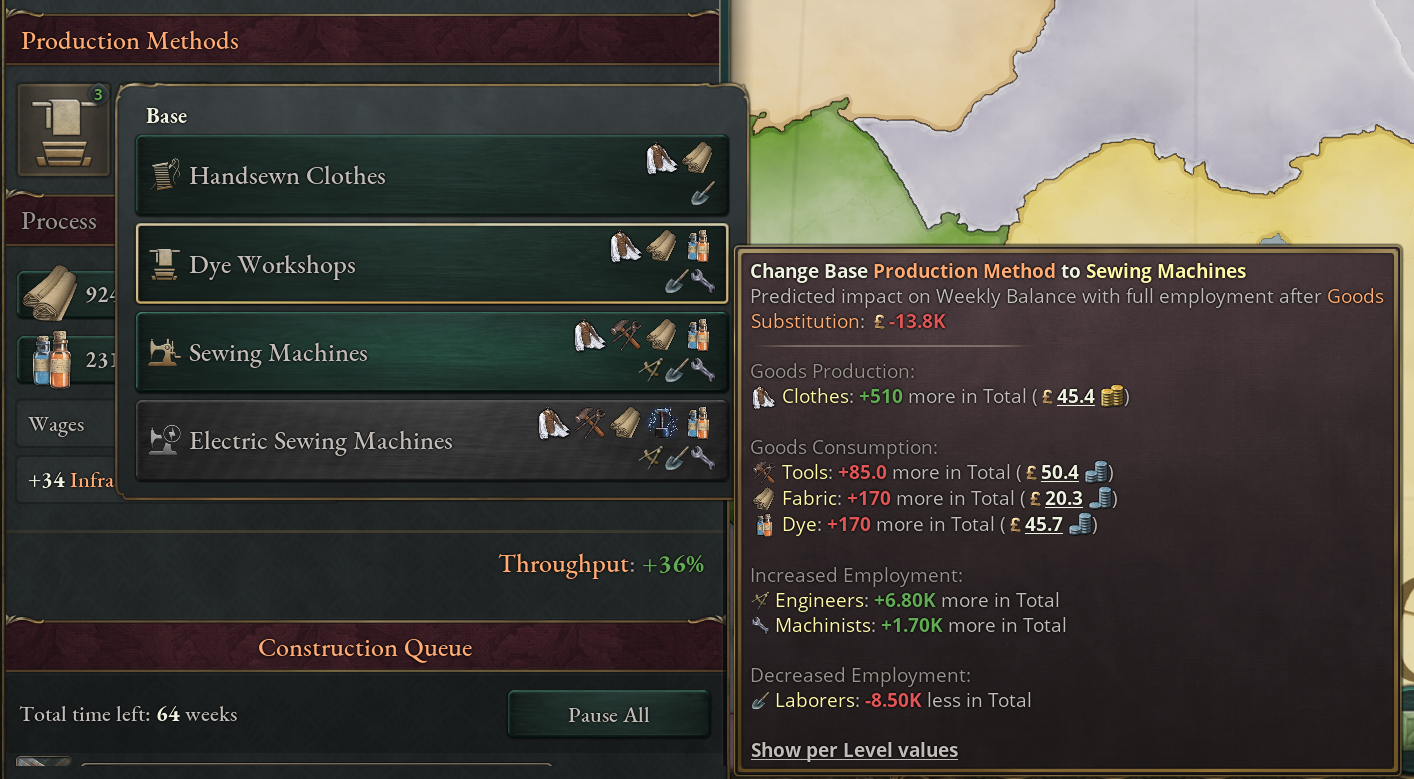 Production Methods
3
Base
Handsewn Clothes
Dye Workshops
Process
Sewing Machines
Electric Sewing Machines
924
231
Wages
+34 Infra
Throughput: +36%
Construction Queue
Total time left: 64 weeks
Pause All
Change Base Production Method to Sewing Machines
Predicted impact on Weekly Balance with full employment after Goods
Substitution: £ -13.8K
Goods Production:
Clothes: +510 more in Total ( £ 45.4 )
Goods Consumption:
Tools: +85.0 more in Total ( £ 50.4 )
Fabric: +170 more in Total ( £ 20.3 )
Dye: +170 more in Total ( £ 45.7 )
Increased Employment:
Engineers: +6.80K more in Total
Machinists: +1.70K more in Total
Decreased Employment:
Laborers: -8.50K less in Total
Show per Level values